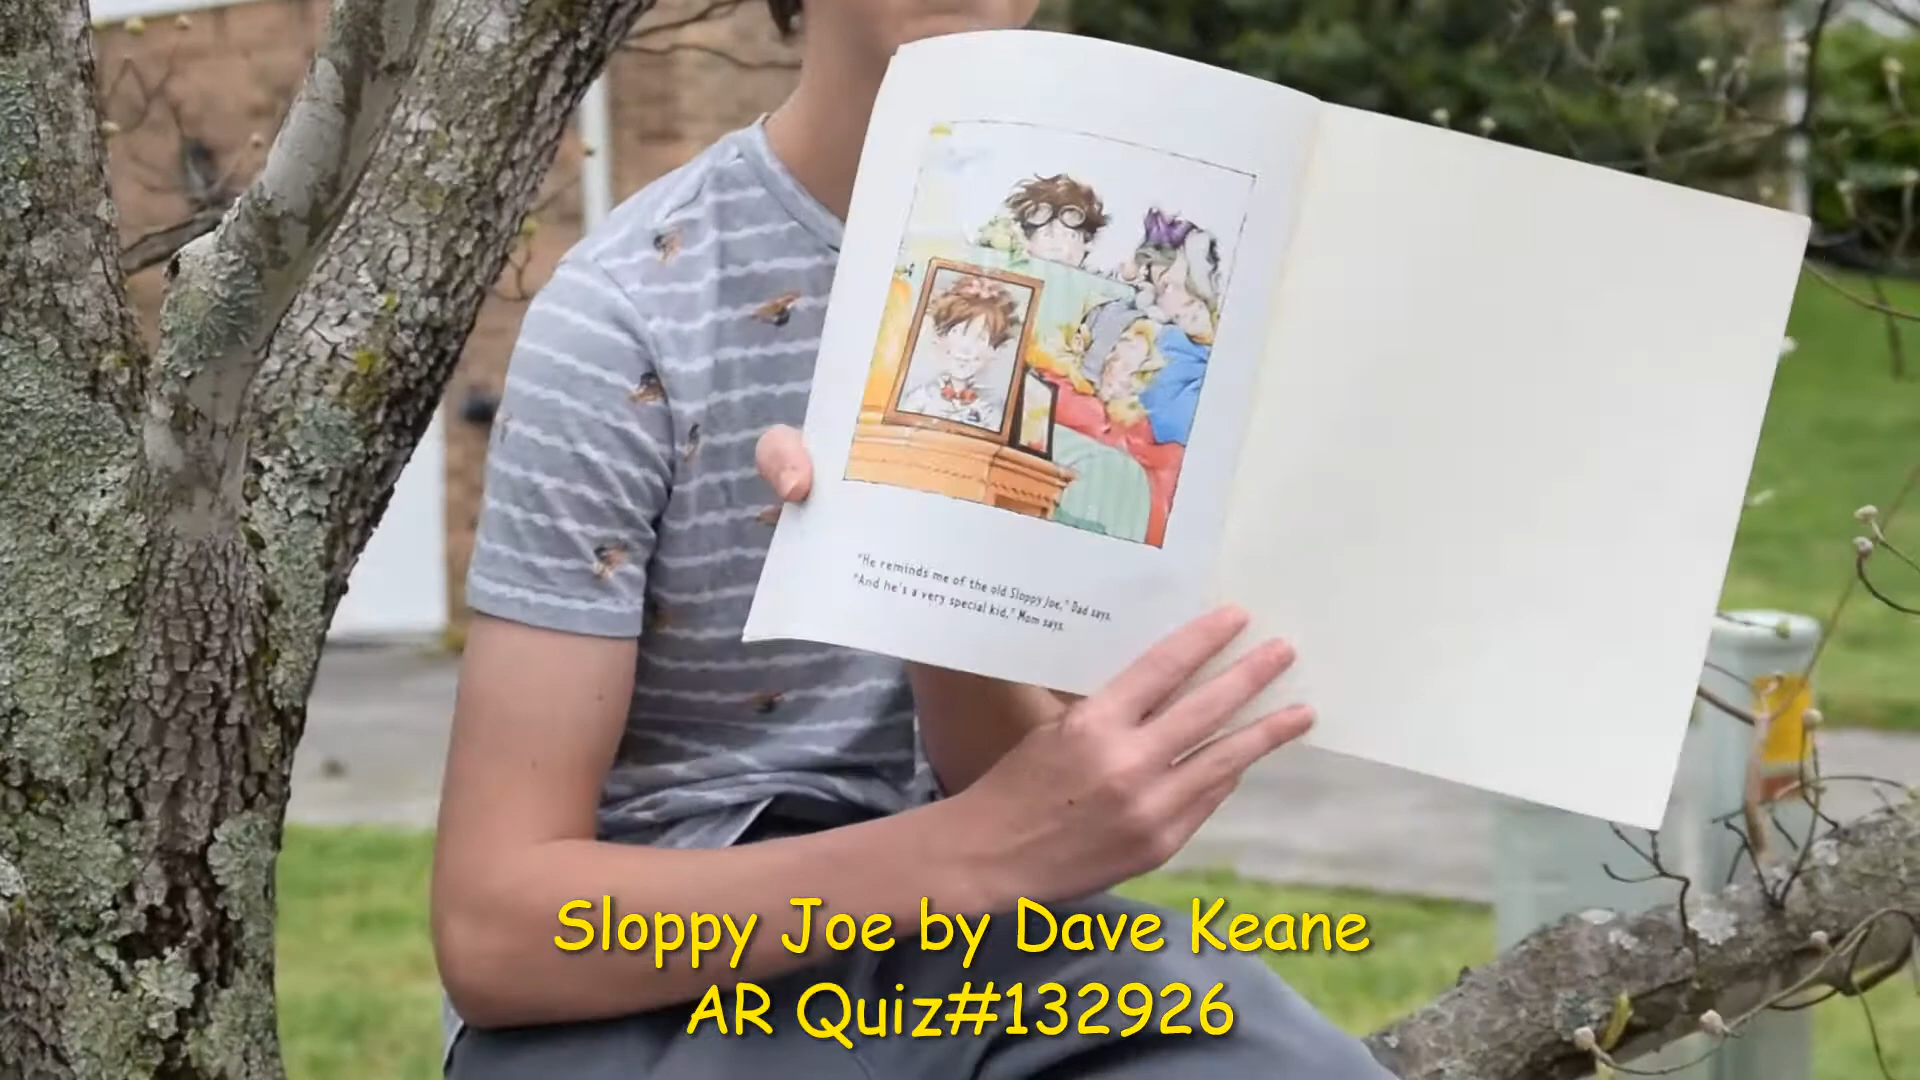 "He reminds me of the old Sloppy Joe," Dad says.
"And he's a very special kid," Mom says.
Sloppy Joe by Dave Keane
AR Quiz#132926